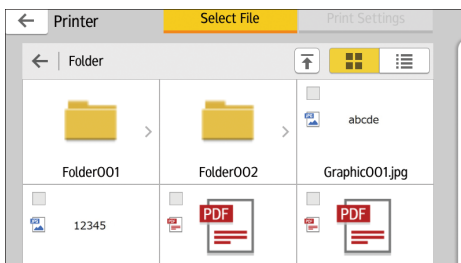 Printer
Select File
Print Settings
Folder
abcde
Folder001
Folder002
Graphic001.jpg
12345
PDF
PDF